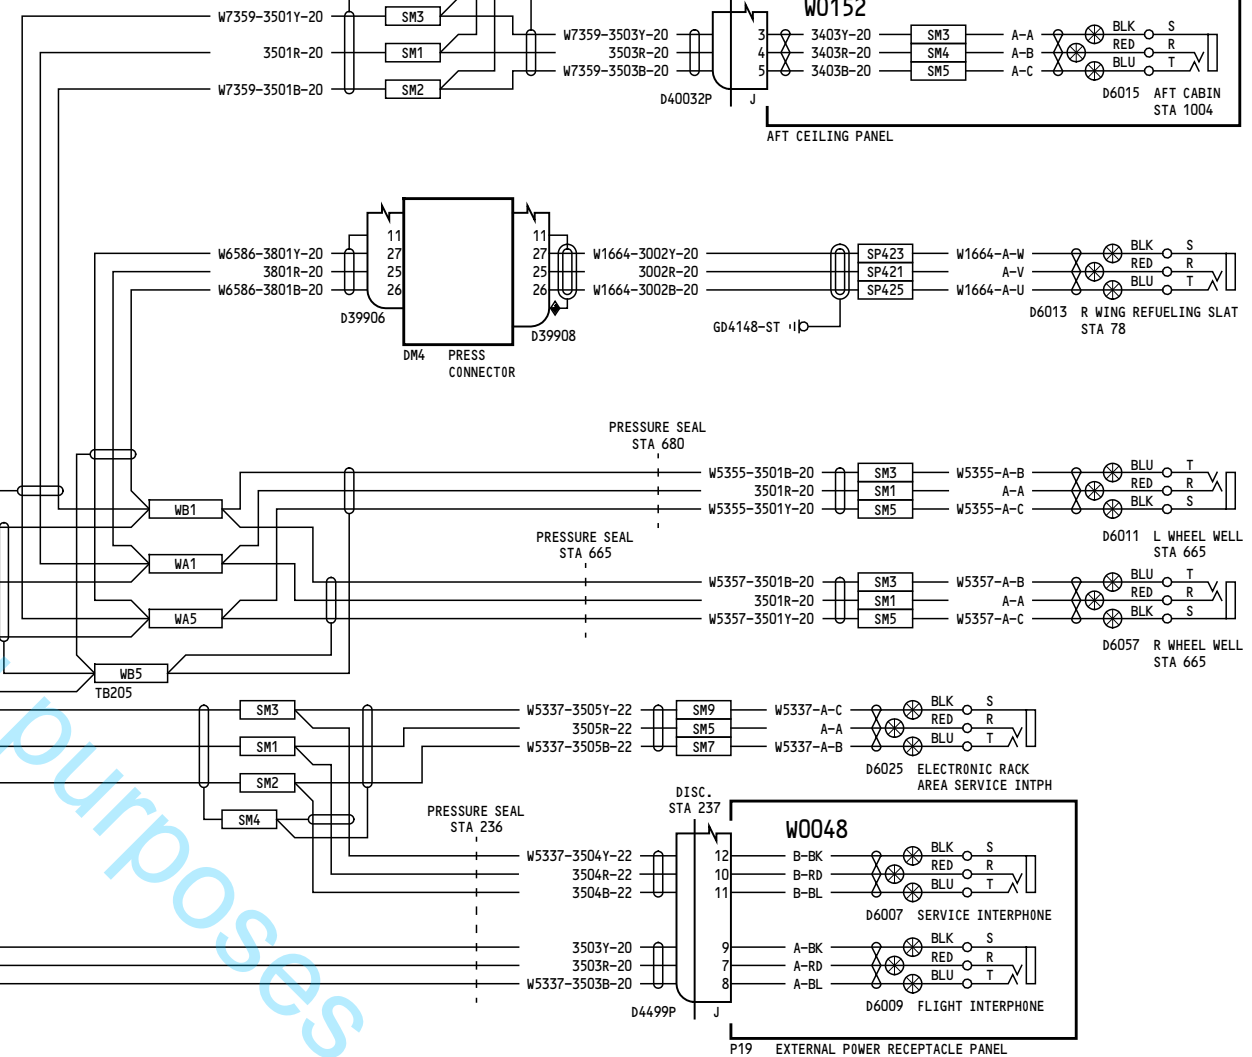 W0152
W7359-3501Y-20 SM3 W7359-3503Y-20 3 3403Y-20 SM3 A-A BLK S
3501R-20 SM1 3503R-20 4 3403R-20 SM4 A-B RED R
W7359-3501B-20 SM2 W7359-3503B-20 5 3403B-20 SM5 A-C BLU T
D40032P J
D6015 AFT CABIN
STA 1004
AFT CEILING PANEL
11 11
W6586-3801Y-20 27 27 W1664-3002Y-20 SP423 W1664-A-W BLK S
3801R-20 25 25 3002R-20 SP421 A-V RED R
W6586-3801B-20 26 26 W1664-3002B-20 SP425 W1664-A-U BLU T
D39906
D39908
GD4148-ST
D6013 R WING REFUELING SLAT
STA 78
DM4 PRESS
CONNECTOR
PRESSURE SEAL
STA 680
W5355-3501B-20 SM3 W5355-A-B BLU T
3501R-20 SM1 A-A RED R
WB1 W5355-3501Y-20 SM5 W5355-A-C BLK S
D6011 L WHEEL WELL
STA 665
PRESSURE SEAL
STA 665
WA1
W5357-3501B-20 SM3 W5357-A-B BLU T
3501R-20 SM1 A-A RED R
WA5 W5357-3501Y-20 SM5 W5357-A-C BLK S
D6057 R WHEEL WELL
STA 665
WB5
TB205
SM3 W5337-3505Y-22 SM9 W5337-A-C BLK S
3505R-22 SM5 A-A RED R
SM1 W5337-3505B-22 SM7 W5337-A-B BLU T
D6025 ELECTRONIC RACK
AREA SERVICE INTPH
SM2
SM4
PRESSURE SEAL
STA 236
DISC.
STA 237
W0048
W5337-3504Y-22 12 B-BK BLK S
3504R-22 10 B-RD RED R
3504B-22 11 B-BL BLU T
D6007 SERVICE INTERPHONE
3503Y-20 9 A-BK BLK S
3503R-20 7 A-RD RED R
W5337-3503B-20 8 A-BL BLU T
D6009 FLIGHT INTERPHONE
D4499P J
P19 EXTERNAL POWER RECEPTACLE PANEL
purposes